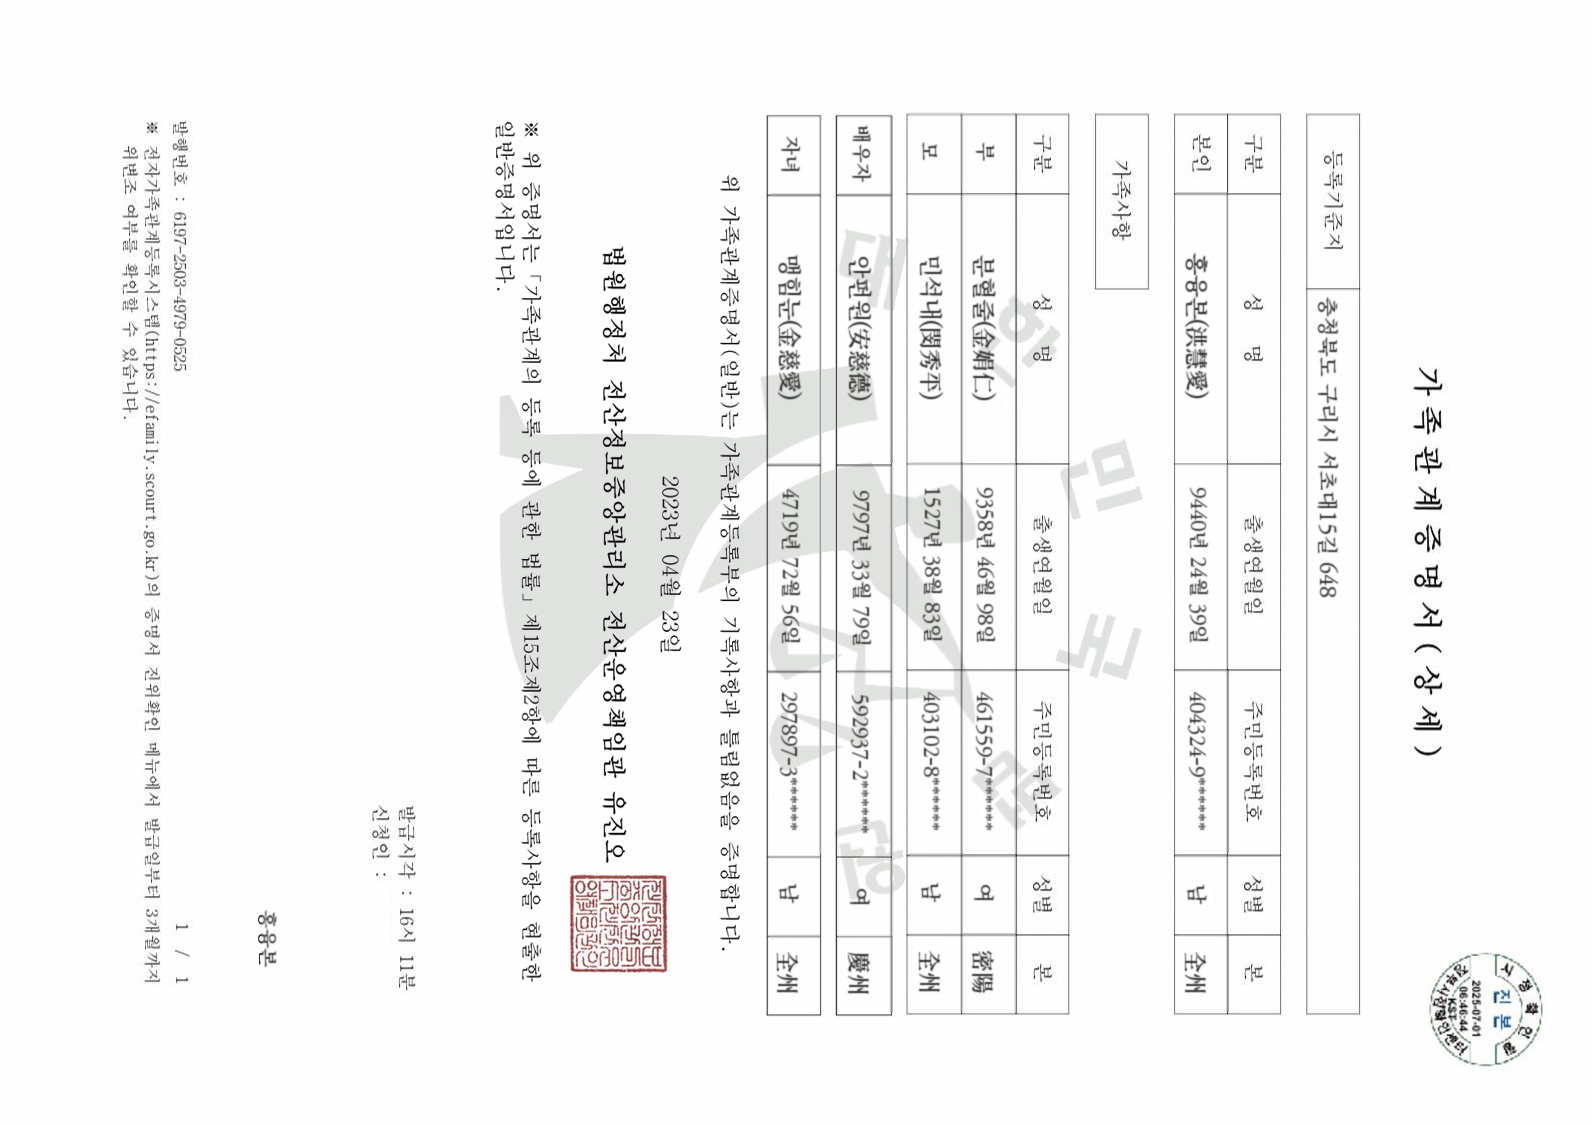 가족관계증명서(상세)
등록기준지 충청북도 구리시 서초대15길 648
구분 성 명 출생연월일 주민등록번호 성별 본
본인 홍융본(洪慧愛) 9440년 24월 39일 404324-9****** 남 全州
가족사항
구분 성 명 출생연월일 주민등록번호 성별 본
부 분혐줄(金娟仁) 9358년 46월 98일 461559-7****** 여 密陽
모 민석내(閔秀平) 1527년 38월 83일 403102-8****** 남 全州
배우자 안펀원(安慈德) 9797년 33월 79일 592937-2****** 여 慶州
자녀 맹힘눈(金慈愛) 4719년 72월 56일 297897-3****** 남 全州
위 가족관계증명서(일반)는 가족관계등록부의 기록사항과 틀림없음을 증명합니다.
2023년 04월 23일
법원행정처 전산정보중앙관리소 전산운영책임관 유진오
※ 위 증명서는「가족관계의 등록 등에 관한 법률」제15조제2항에 따른 등록사항을 현출한
일반증명서입니다.
발급시각 : 16시 11분
신청인 :
홍융본
발행번호 : 6197-2503-4979-0525
1 / 1
※ 전자가족관계등록시스템(https://efamily.scourt.go.kr)의 증명서 진위확인 메뉴에서 발급일부터 3개월까지
위변조 여부를 확인할 수 있습니다.
대한민국법원
시점확인필
진본
2025-07-01
06:46:44
KST